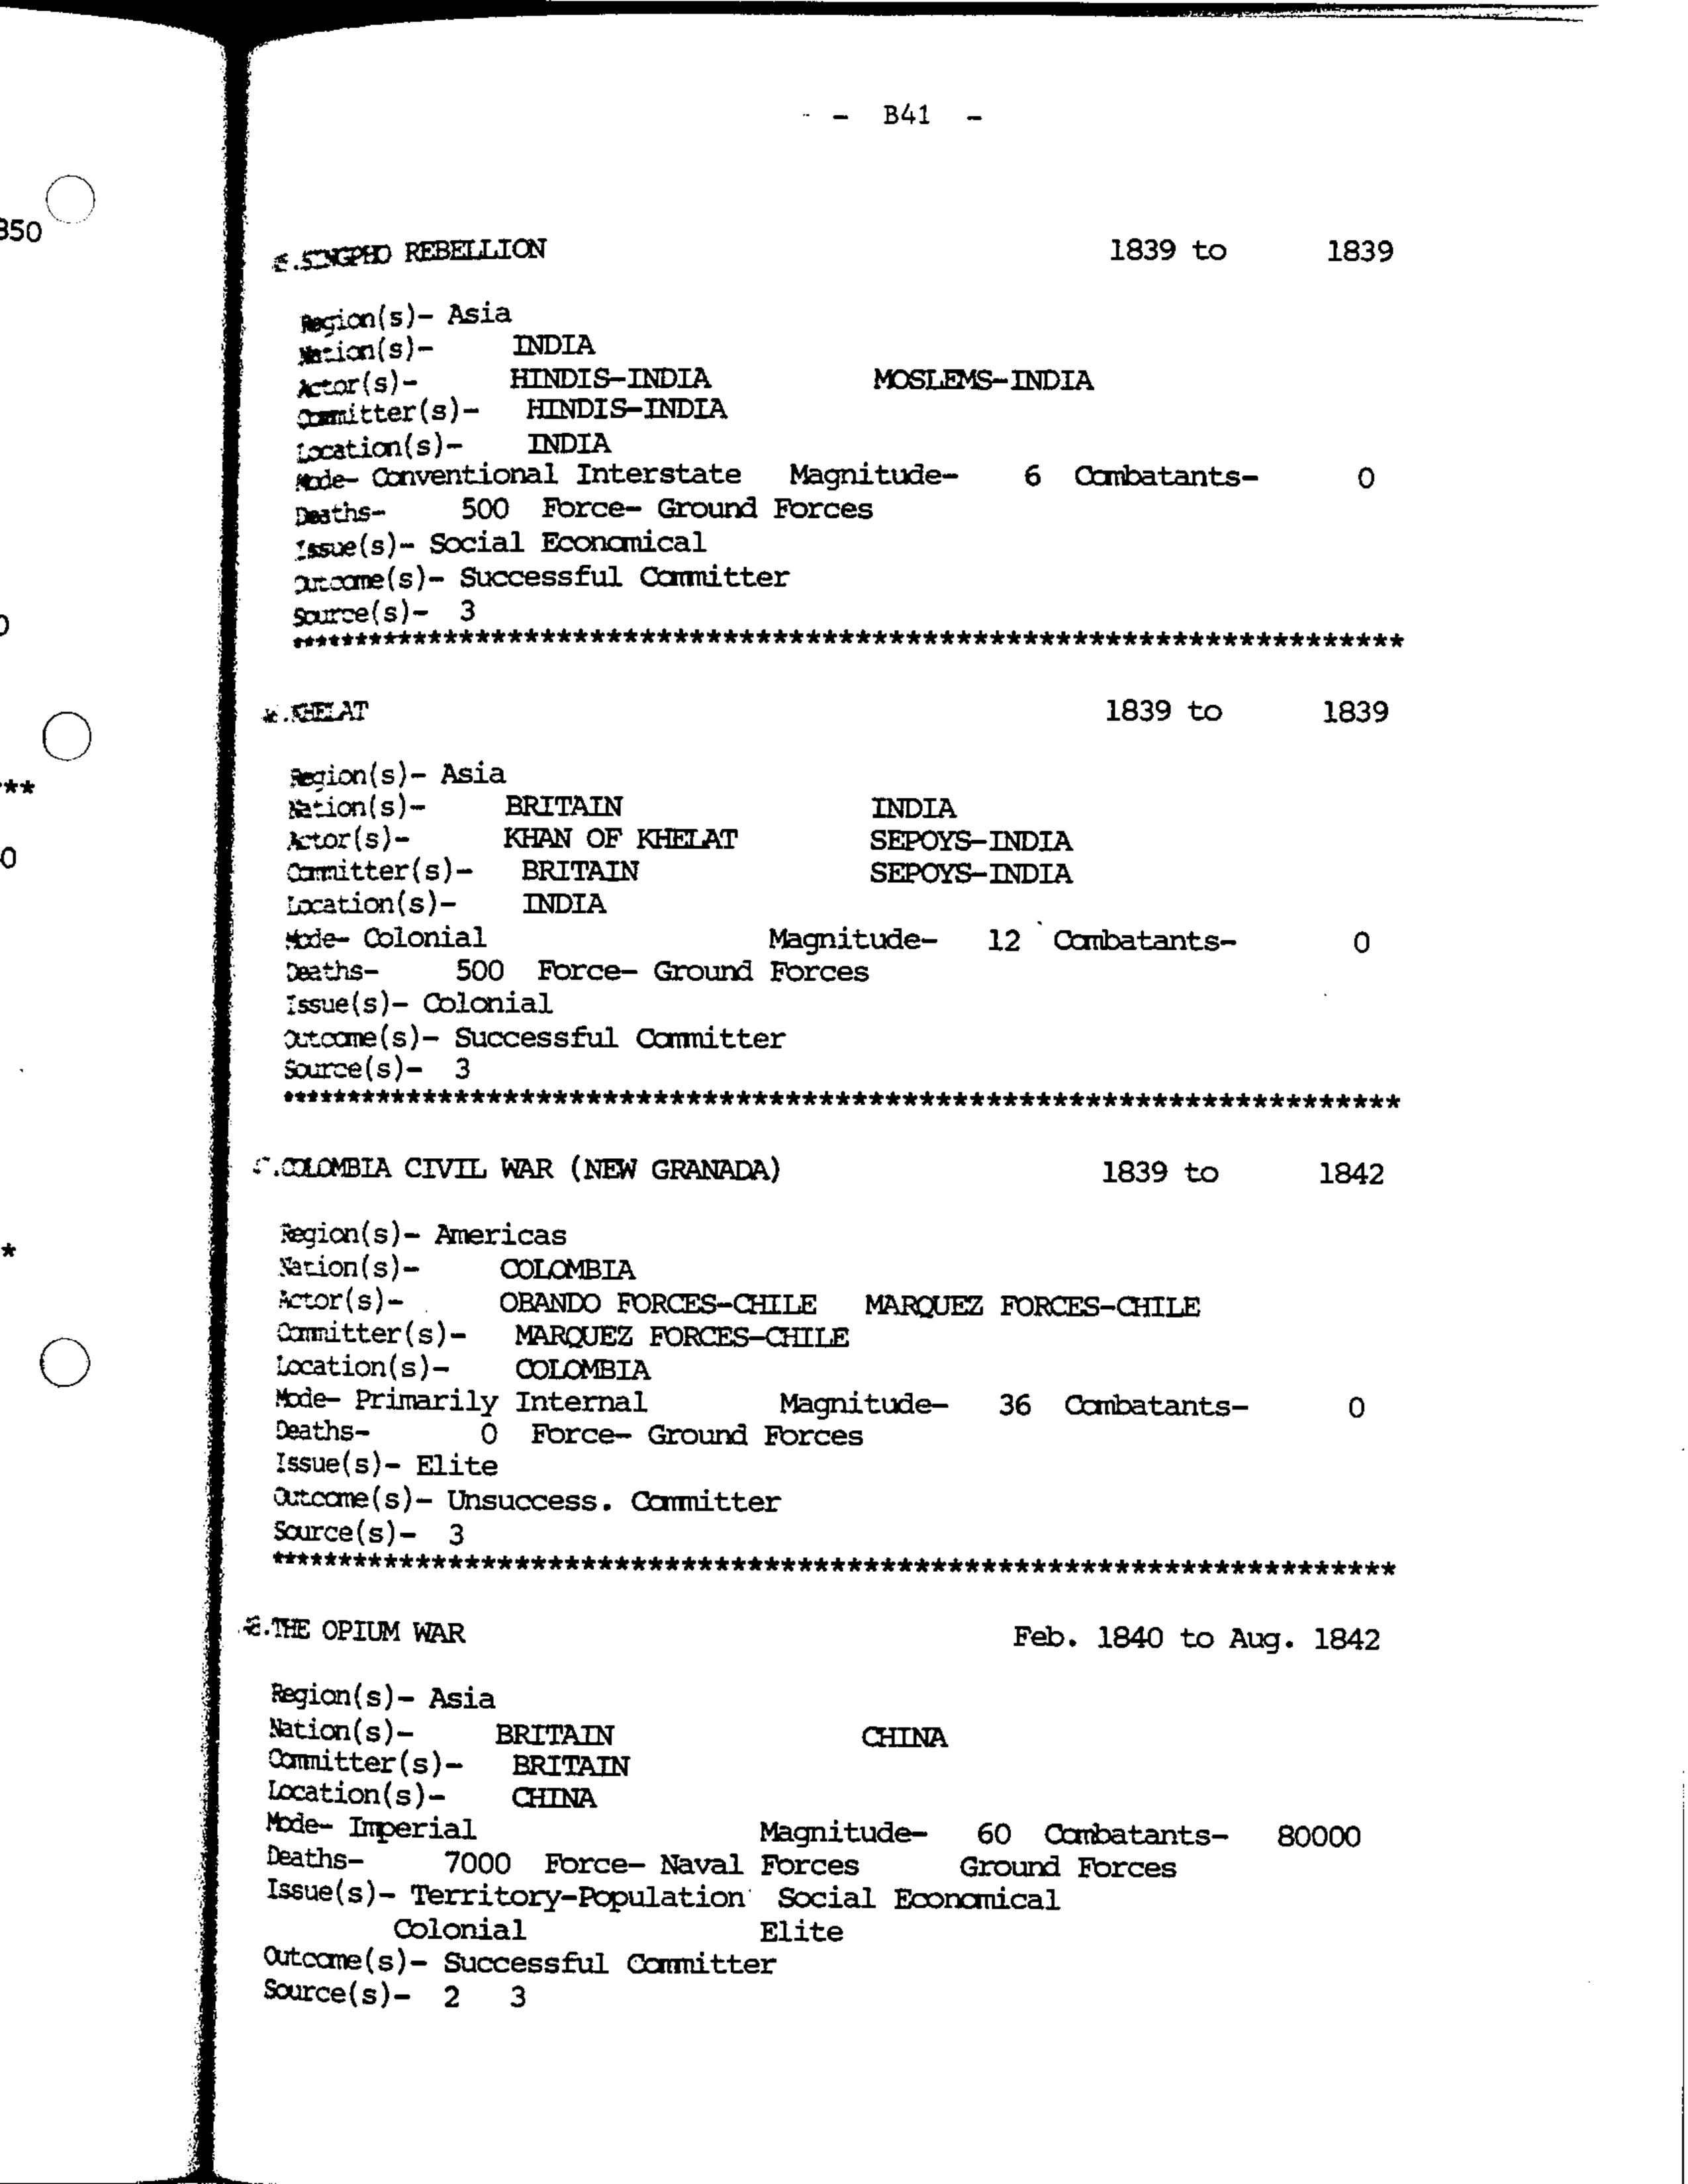 - B41 -
350
SINGPHO REBELLION 1839 to 1839
Region(s)- Asia
Nation(s)- INDIA
Actor(s)- HINDIS-INDIA MOSLEMS-INDIA
Committer(s)- HINDIS-INDIA
Location(s)- INDIA
Mode- Conventional Interstate Magnitude- 6 Combatants- 0
Deaths- 500 Force- Ground Forces
Issue(s)- Social Economical
Outcome(s)- Successful Committer
Source(s)- 3
**********************************************************************
KHELAT 1839 to 1839
Region(s)- Asia
***
Nation(s)- BRITAIN INDIA
Actor(s)- KHAN OF KHELAT SEPOYS-INDIA
0
Committer(s)- BRITAIN SEPOYS-INDIA
Location(s)- INDIA
Mode- Colonial Magnitude- 12 Combatants- 0
Deaths- 500 Force- Ground Forces
Issue(s)- Colonial
Outcome(s)- Successful Committer
Source(s)- 3
**********************************************************************
COLOMBIA CIVIL WAR (NEW GRANADA) 1839 to 1842
Region(s)- Americas
*
Nation(s)- COLOMBIA
Actor(s)- OBANDO FORCES-CHILE MARQUEZ FORCES-CHILE
Committer(s)- MARQUEZ FORCES-CHILE
Location(s)- COLOMBIA
Mode- Primarily Internal Magnitude- 36 Combatants- 0
Deaths- 0 Force- Ground Forces
Issue(s)- Elite
Outcome(s)- Unsuccess. Committer
Source(s)- 3
**********************************************************************
THE OPIUM WAR Feb. 1840 to Aug. 1842
Region(s)- Asia
Nation(s)- BRITAIN CHINA
Committer(s)- BRITAIN
Location(s)- CHINA
Mode- Imperial Magnitude- 60 Combatants- 80000
Deaths- 7000 Force- Naval Forces Ground Forces
Issue(s)- Territory-Population Social Economical
Colonial Elite
Outcome(s)- Successful Committer
Source(s)- 2 3